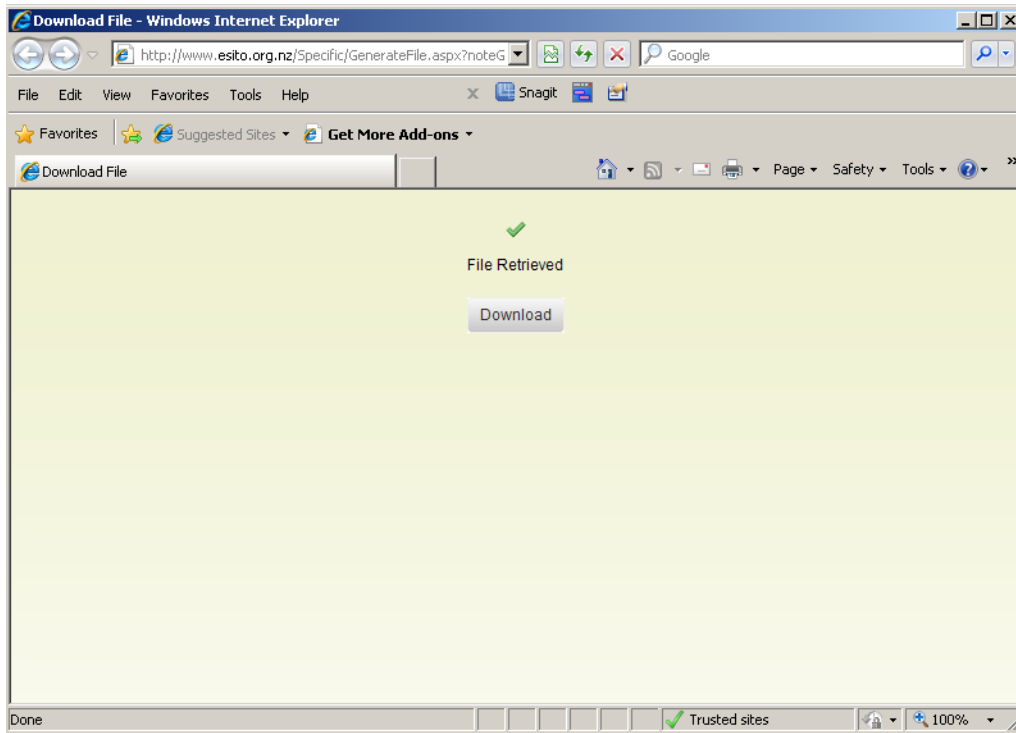 Download File - Windows Internet Explorer
http://www.esito.org.nz/Specific/GenerateFile.aspx?noteG
Google
File Edit View Favorites Tools Help
x Snagit
Favorites Suggested Sites Get More Add-ons
Download File
Page Safety Tools »
File Retrieved
Download
Done
Trusted sites
100%